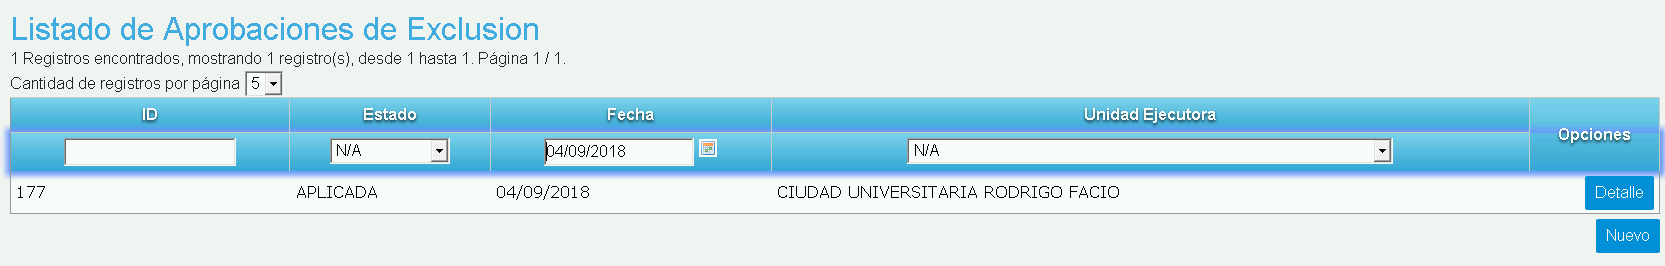 Listado de Aprobaciones de Exclusion
1 Registros encontrados, mostrando 1 registro(s), desde 1 hasta 1. Página 1 / 1.
Cantidad de registros por página 5
ID Estado Fecha Unidad Ejecutora Opciones
N/A 04/09/2018 N/A
177 APLICADA 04/09/2018 CIUDAD UNIVERSITARIA RODRIGO FACIO Detalle
Nuevo